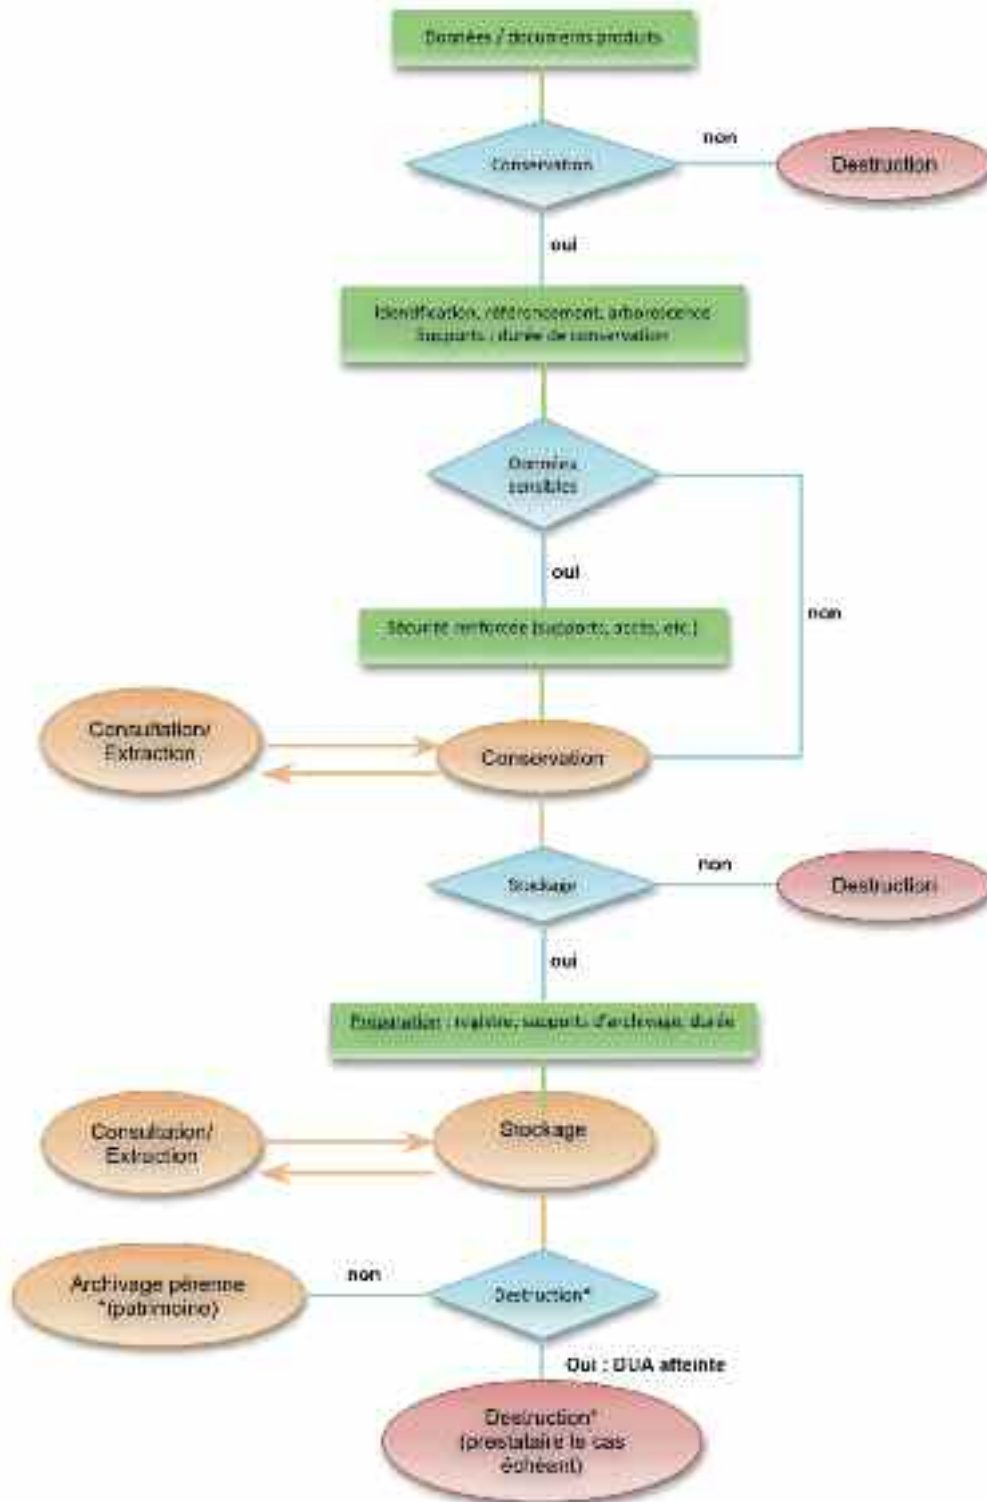 Données / documents produits
Conservation
non
Destruction
oui
Identification, référencement, arborescence
Supports : durée de conservation
Données
sensibles
oui
non
Sécurité renforcée (supports, accès, etc.)
Consultation/
Extraction
Conservation
Stockage
non
Destruction
oui
Préparation : registre, supports d'archivage, durée
Consultation/
Extraction
Stockage
Archivage pérenne
*(patrimoine)
non
Destruction*
Oui : DUA atteinte
Destruction*
(prestataire le cas
échéant)